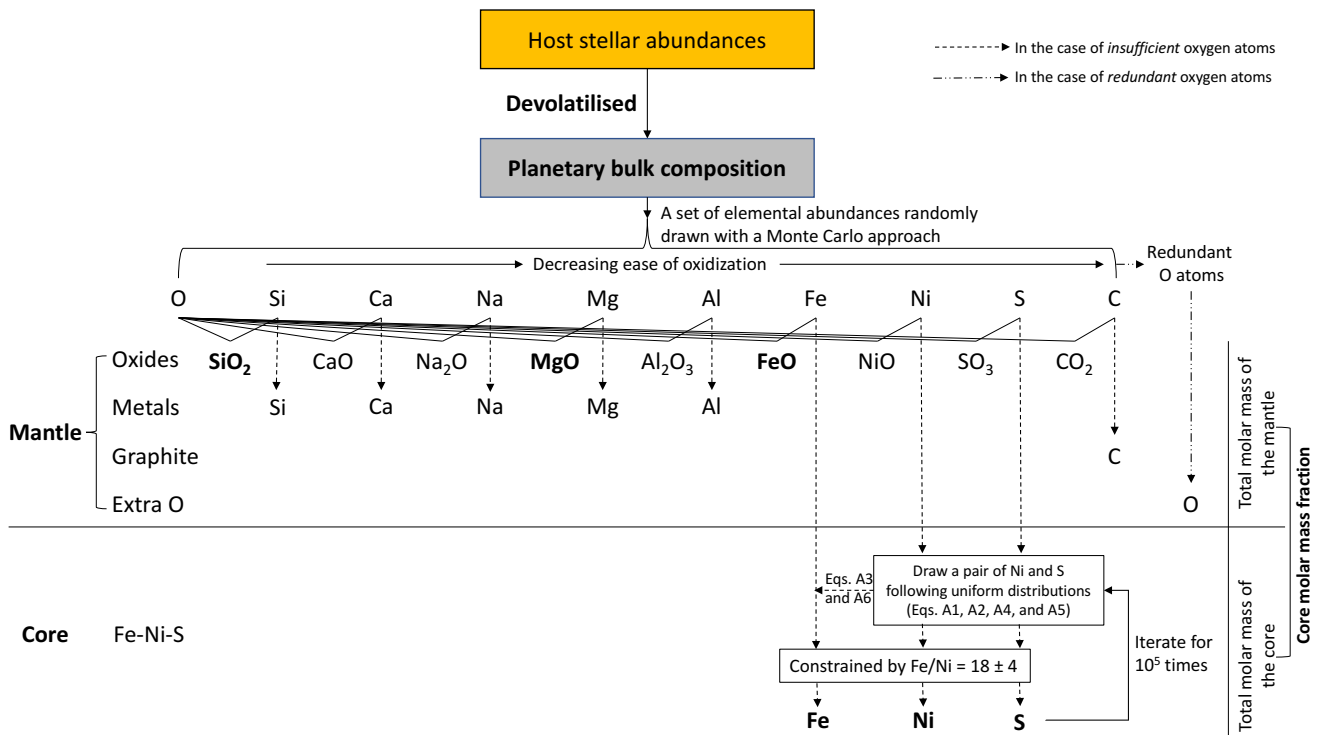 Host stellar abundances
In the case of insufficient oxygen atoms
In the case of redundant oxygen atoms
Devolatilised
Planetary bulk composition
A set of elemental abundances randomly
drawn with a Monte Carlo approach
Decreasing ease of oxidization
Redundant
O atoms
O Si Ca Na Mg Al Fe Ni S C
Oxides SiO₂ CaO Na₂O MgO Al₂O₃ FeO NiO SO₃ CO₂
Metals Si Ca Na Mg Al
Mantle
Graphite C
Extra O O
Total molar mass of
the mantle
Core molar mass fraction
Draw a pair of Ni and S
following uniform distributions
(Eqs. A1, A2, A4, and A5)
Eqs. A3
and A6
Core Fe-Ni-S
Iterate for
10⁵ times
Constrained by Fe/Ni = 18 ± 4
Fe Ni S
Total molar mass of
the core